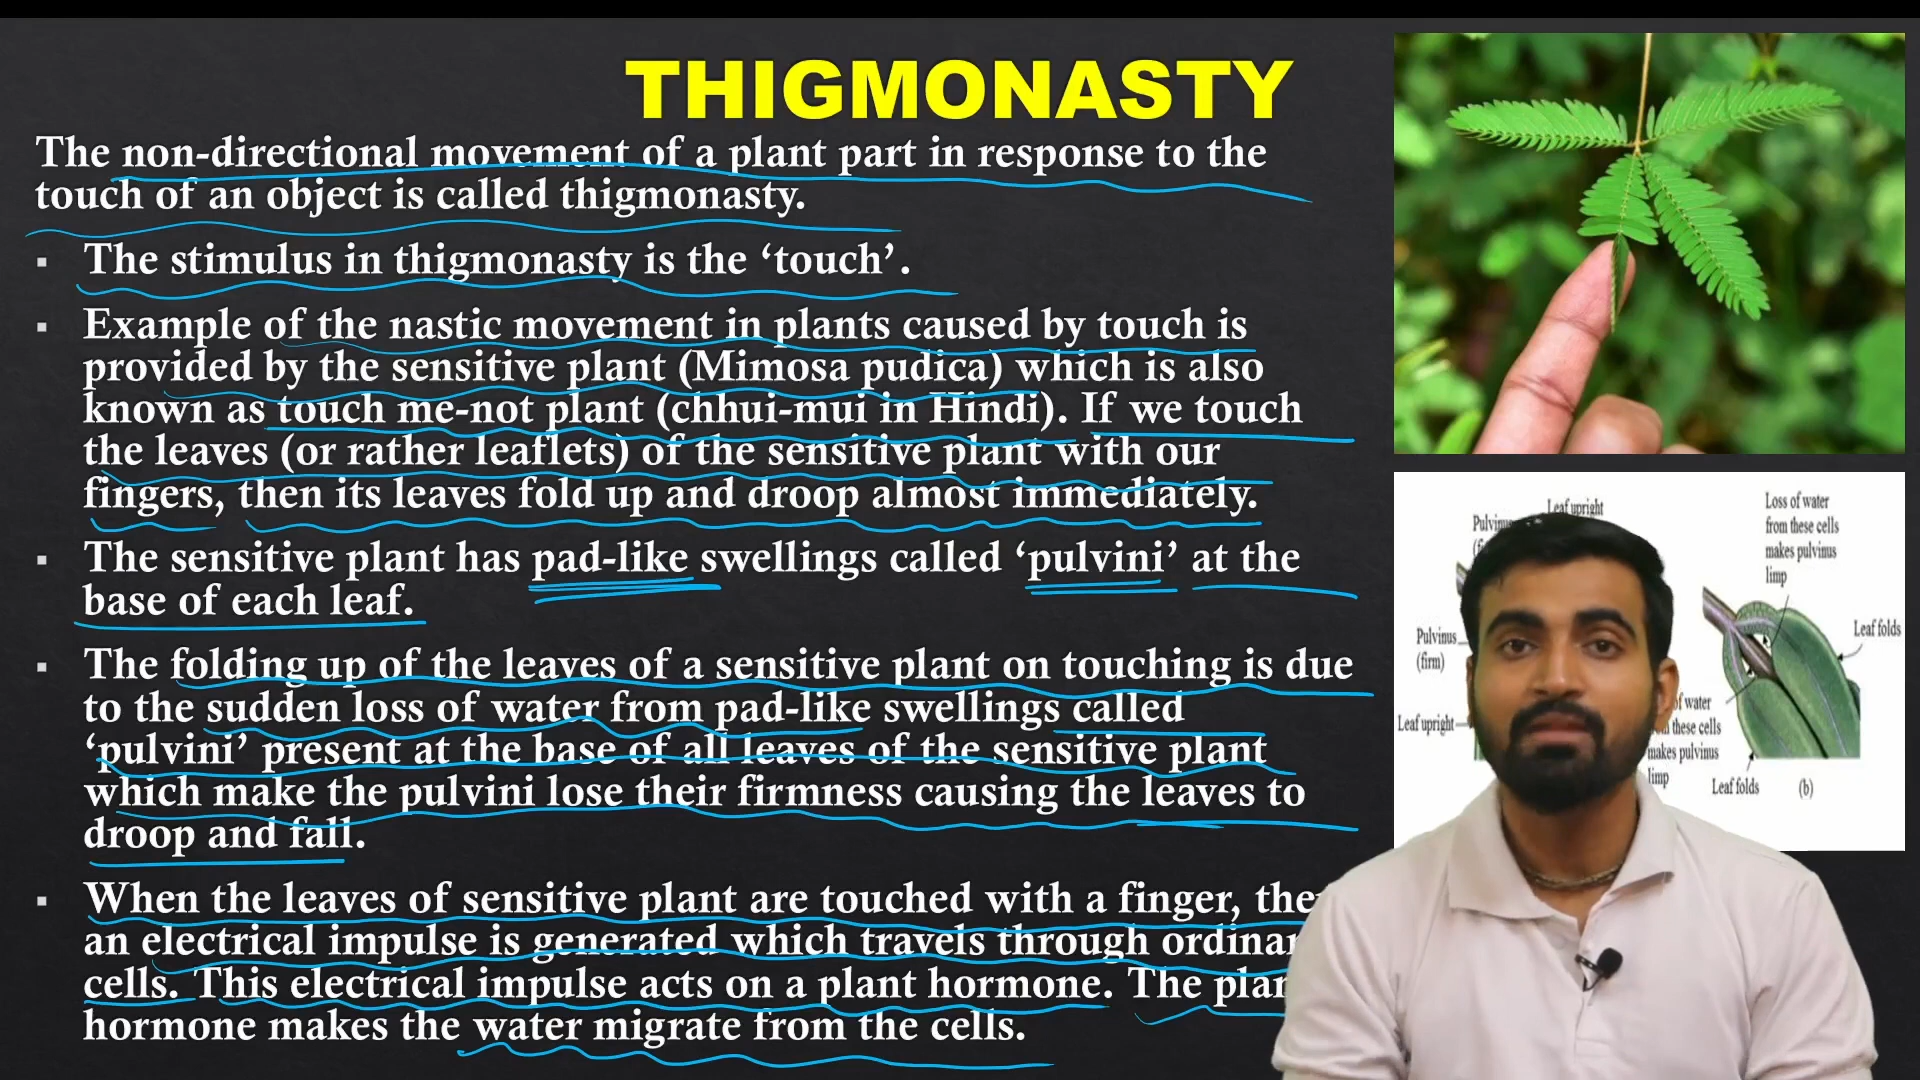 THIGMONASTY
The non-directional movement of a plant part in response to the
touch of an object is called thigmonasty.
▪ The stimulus in thigmonasty is the ‘touch’.
▪ Example of the nastic movement in plants caused by touch is
provided by the sensitive plant (Mimosa pudica) which is also
known as touch me-not plant (chhui-mui in Hindi). If we touch
the leaves (or rather leaflets) of the sensitive plant with our
fingers, then its leaves fold up and droop almost immediately.
▪ The sensitive plant has pad-like swellings called ‘pulvini’ at the
base of each leaf.
▪ The folding up of the leaves of a sensitive plant on touching is due
to the sudden loss of water from pad-like swellings called
‘pulvini’ present at the base of all leaves of the sensitive plant
which make the pulvini lose their firmness causing the leaves to
droop and fall.
▪ When the leaves of sensitive plant are touched with a finger,
an electrical impulse is generated which travels through
cells. This electrical impulse acts on a plant hormone. The
hormone makes the water migrate from the cells.
Leaf upright
Loss of water
from these cells
makes pulvinus
limp
Pulvinus
(firm)
Leaf upright
Leaf folds
of water
these cells
makes pulvinus
limp
Leaf folds
(b)